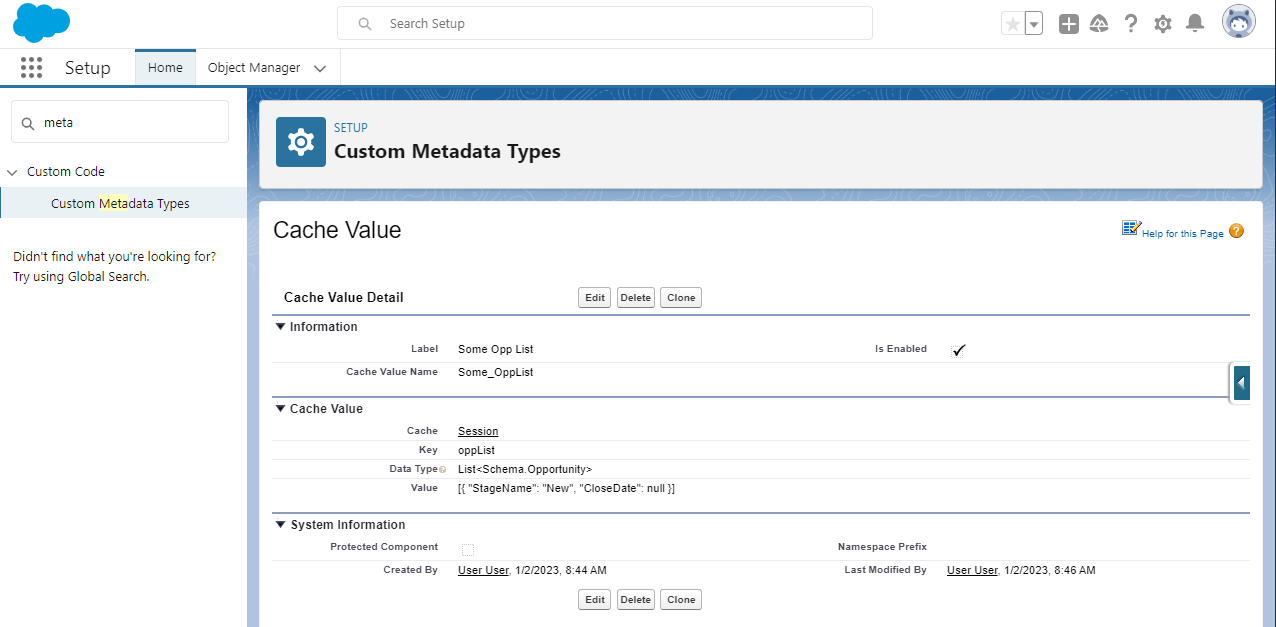 Search Setup
Setup
Home
Object Manager
meta
Custom Code
Custom Metadata Types
Didn't find what you're looking for?
Try using Global Search.
SETUP
Custom Metadata Types
Cache Value
Help for this Page
Cache Value Detail
Edit Delete Clone
Information
Label Some Opp List Is Enabled
Cache Value Name Some_OppList
Cache Value
Cache Session
Key oppList
Data Type List<Schema.Opportunity>
Value [{ "StageName": "New", "CloseDate": null }]
System Information
Protected Component Namespace Prefix
Created By User User, 1/2/2023, 8:44 AM Last Modified By User User, 1/2/2023, 8:46 AM
Edit Delete Clone